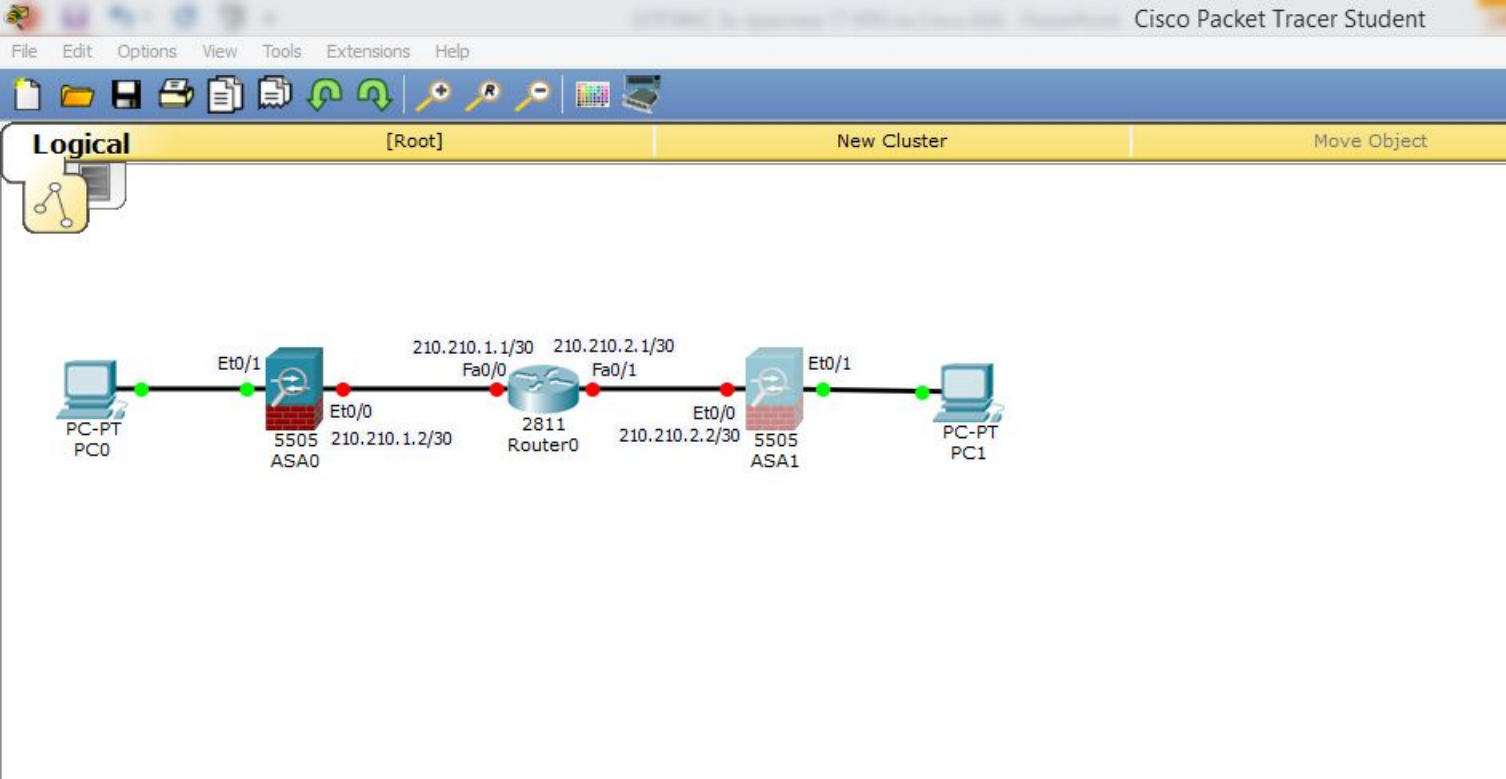 Cisco Packet Tracer Student
File Edit Options View Tools Extensions Help
Logical [Root] New Cluster Move Object
210.210.1.1/30 210.210.2.1/30
Et0/1 Fa0/0 Fa0/1 Et0/1
Et0/0 Et0/0
PC-PT 5505 210.210.1.2/30 2811 210.210.2.2/30 5505 PC-PT
PC0 ASA0 Router0 ASA1 PC1